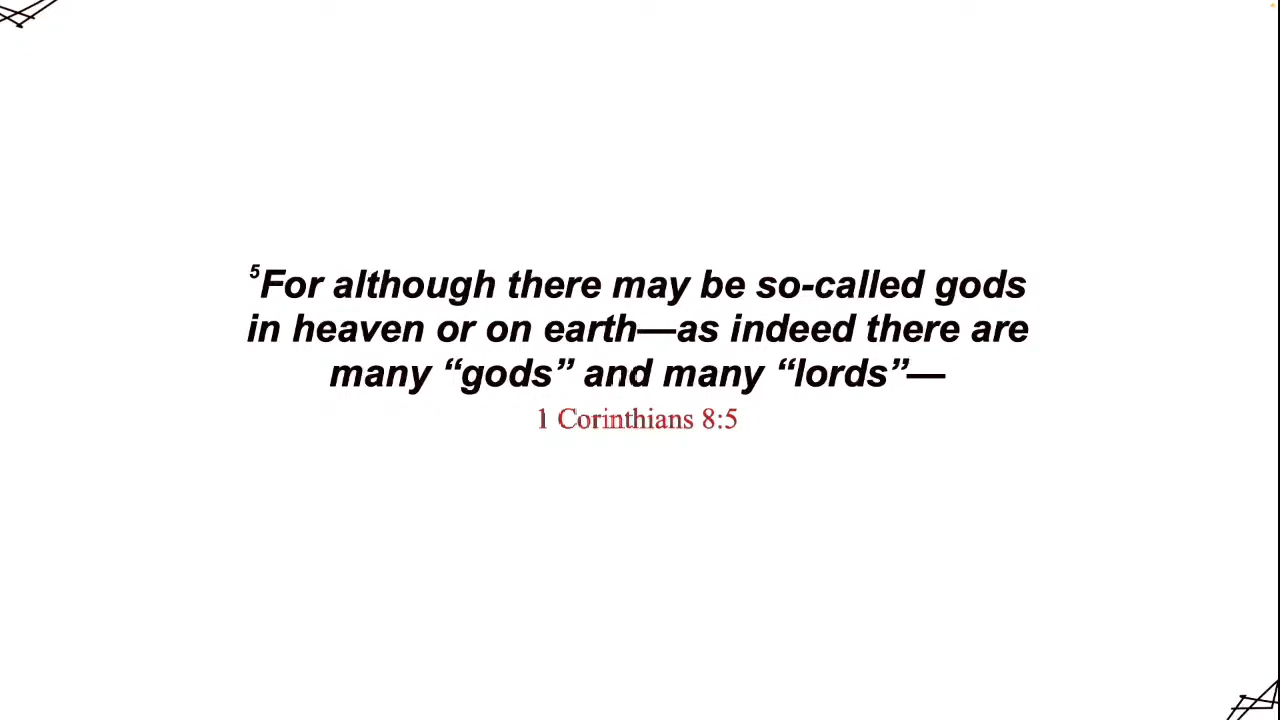 ⁵For although there may be so-called gods
in heaven or on earth—as indeed there are
many “gods” and many “lords”—
1 Corinthians 8:5